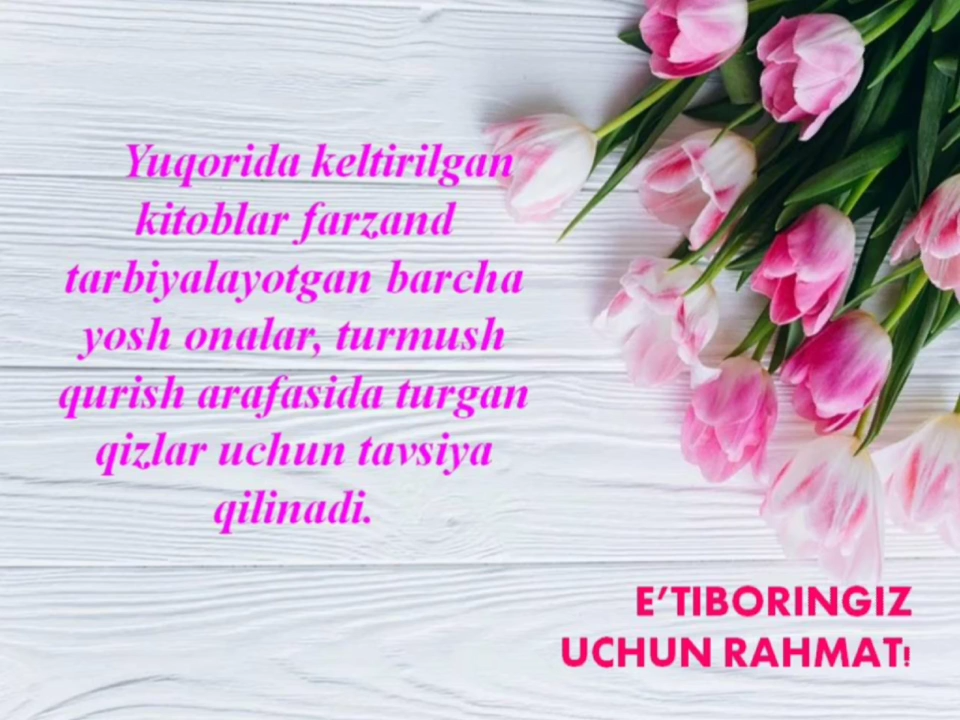 Yuqorida keltirilgan
kitoblar farzand
tarbiyalayotgan barcha
yosh onalar, turmush
qurish arafasida turgan
qizlar uchun tavsiya
qilinadi.
E’TIBORINGIZ
UCHUN RAHMAT!